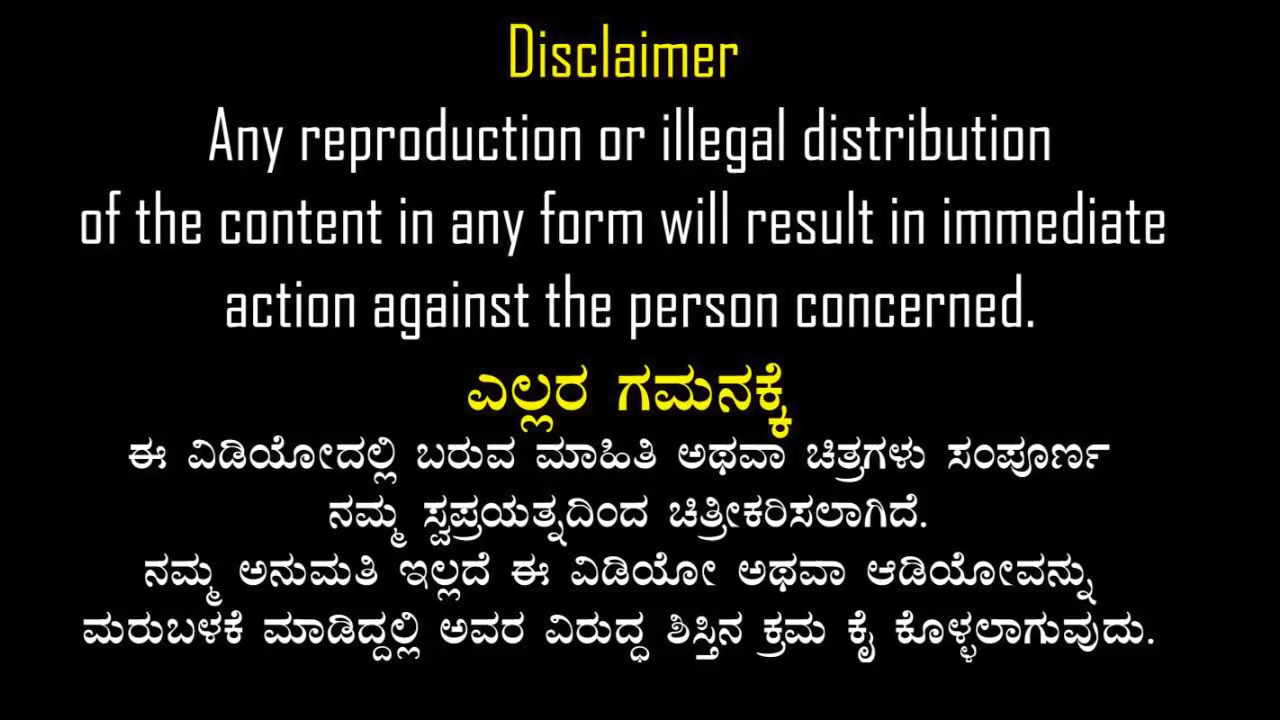 Disclaimer
Any reproduction or illegal distribution
of the content in any form will result in immediate
action against the person concerned.
ಎಲ್ಲರ ಗಮನಕ್ಕೆ
ಈ ವಿಡಿಯೋದಲ್ಲಿ ಬರುವ ಮಾಹಿತಿ ಅಥವಾ ಚಿತ್ರಗಳು ಸಂಪೂರ್ಣ
ನಮ್ಮ ಸ್ವಪ್ರಯತ್ನದಿಂದ ಚಿತ್ರೀಕರಿಸಲಾಗಿದೆ.
ನಮ್ಮ ಅನುಮತಿ ಇಲ್ಲದೆ ಈ ವಿಡಿಯೋ ಅಥವಾ ಆಡಿಯೋವನ್ನು
ಮರುಬಳಕೆ ಮಾಡಿದ್ದಲ್ಲಿ ಅವರ ವಿರುದ್ಧ ಶಿಸ್ತಿನ ಕ್ರಮ ಕೈ ಕೊಳ್ಳಲಾಗುವುದು.